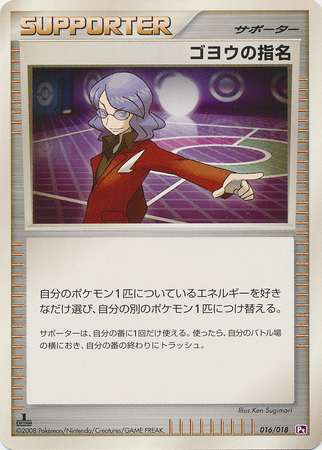 SUPPORTER サポーター
ゴヨウの指名
自分のポケモン1匹についているエネルギーを好き
なだけ選び、自分の別のポケモン1匹につけ替える。
サポーターは、自分の番に1回だけ使える。使ったら、自分のバトル場
の横におき、自分の番の終わりにトラッシュ。
Illus. Ken Sugimori
1 EDITION
©2008 Pokémon/Nintendo/Creatures/GAME FREAK. Pt 016/018